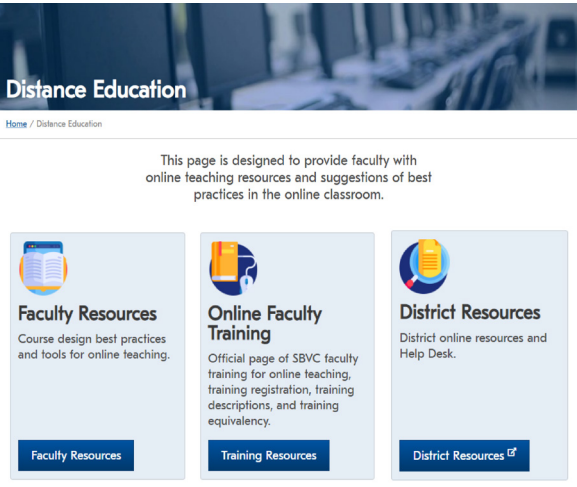 Distance Education
Home / Distance Education
This page is designed to provide faculty with
online teaching resources and suggestions of best
practices in the online classroom.
Faculty Resources
Course design best practices
and tools for online teaching.
Faculty Resources
Online Faculty
Training
Official page of SBVC faculty
training for online teaching,
training registration, training
descriptions, and training
equivalency.
Training Resources
District Resources
District online resources and
Help Desk.
District Resources